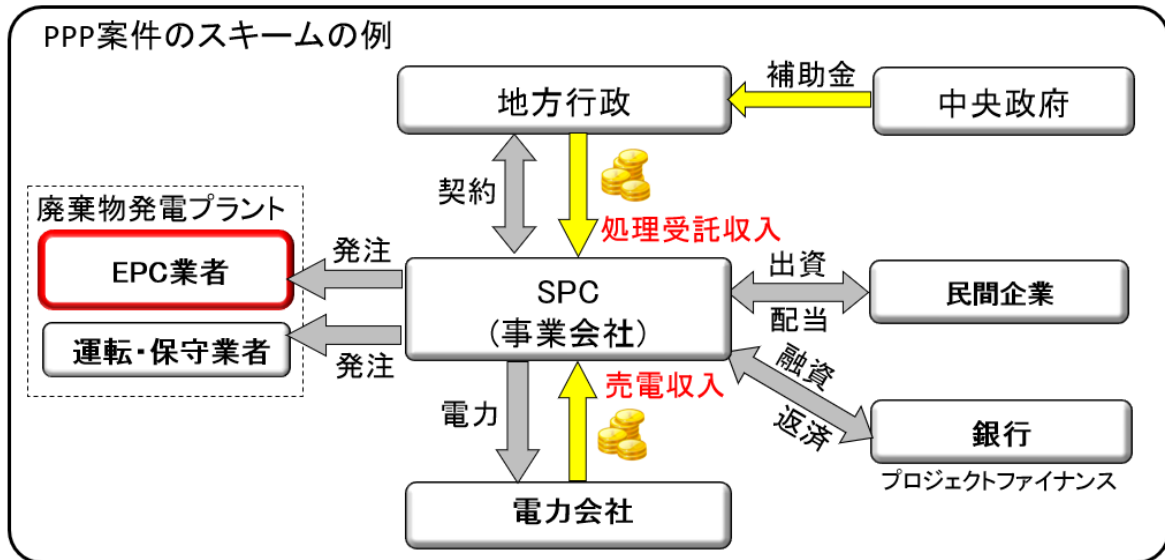 PPP案件のスキームの例
地方行政
補助金
中央政府
契約
処理受託収入
廃棄物発電プラント
EPC業者
発注
運転・保守業者
発注
SPC
(事業会社)
出資
配当
民間企業
融資
返済
銀行
プロジェクトファイナンス
電力
売電収入
電力会社